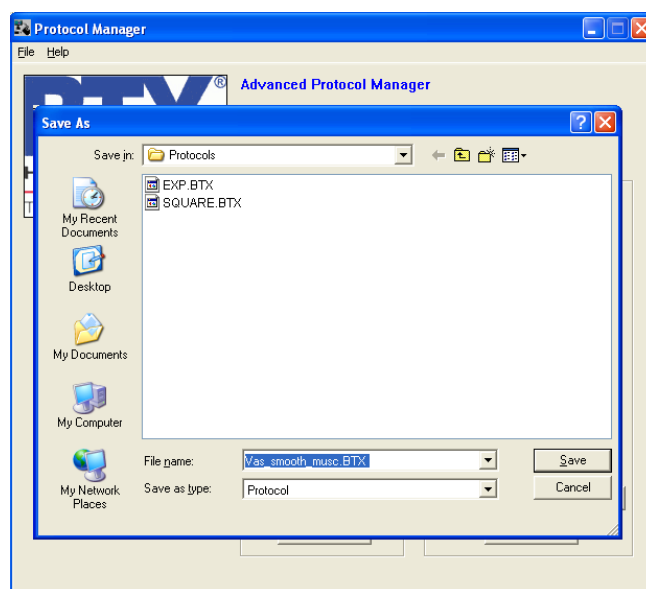 Protocol Manager
File Help
®
Advanced Protocol Manager
Save As
Save in: Protocols
EXP.BTX
SQUARE.BTX
My Recent
Documents
Desktop
My Documents
My Computer
My Network
Places
File name: Vas_smooth_musc.BTX Save
Save as type: Protocol Cancel